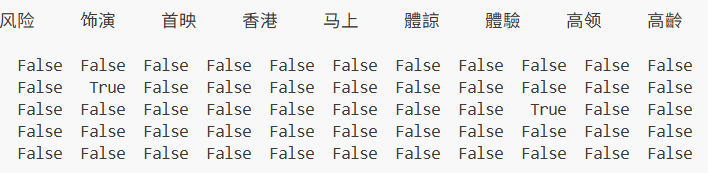 风险 饰演 首映 香港 马上 體諒 體驗 高领 高齡
False False False False False False False False False False False
False True False False False False False False False False False
False False False False False False False False True False False
False False False False False False False False False False False
False False False False False False False False False False False